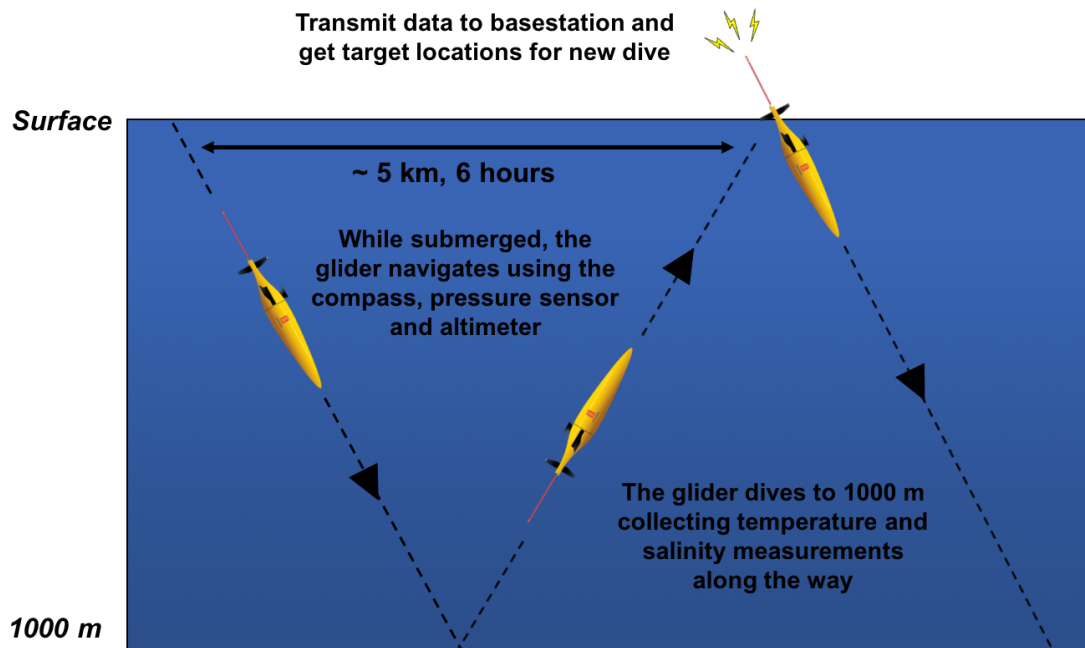 Transmit data to basestation and
get target locations for new dive
Surface
~ 5 km, 6 hours
While submerged, the
glider navigates using the
compass, pressure sensor
and altimeter
The glider dives to 1000 m
collecting temperature and
salinity measurements
along the way
1000 m